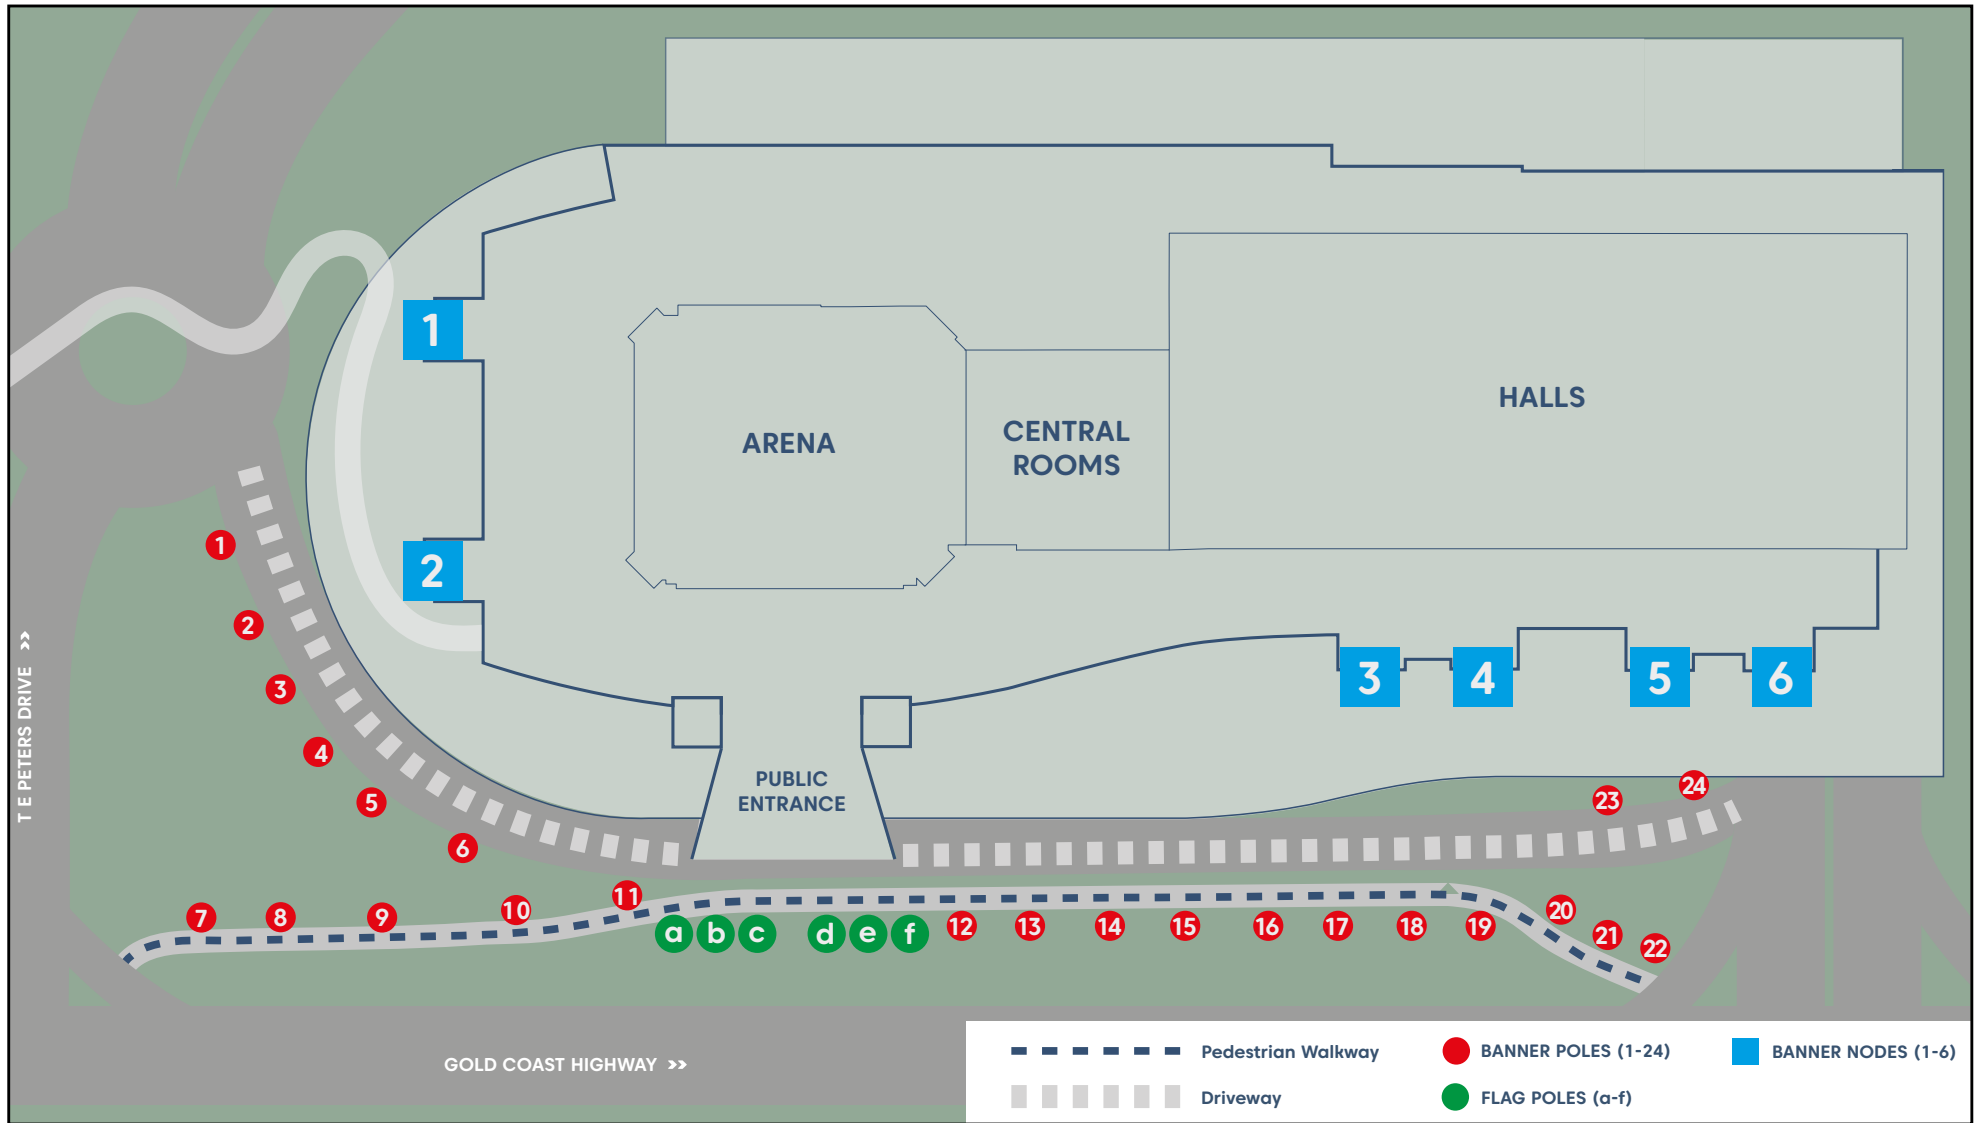 1
ARENA
CENTRAL
ROOMS
HALLS
2
3
4
5
6
PUBLIC
ENTRANCE
1
2
3
4
5
6
7
8
9
10
11
a
b
c
d
e
f
12
13
14
15
16
17
18
19
20
21
22
23
24
T E PETERS DRIVE >>
GOLD COAST HIGHWAY >>
Pedestrian Walkway
Driveway
BANNER POLES (1-24)
FLAG POLES (a-f)
BANNER NODES (1-6)